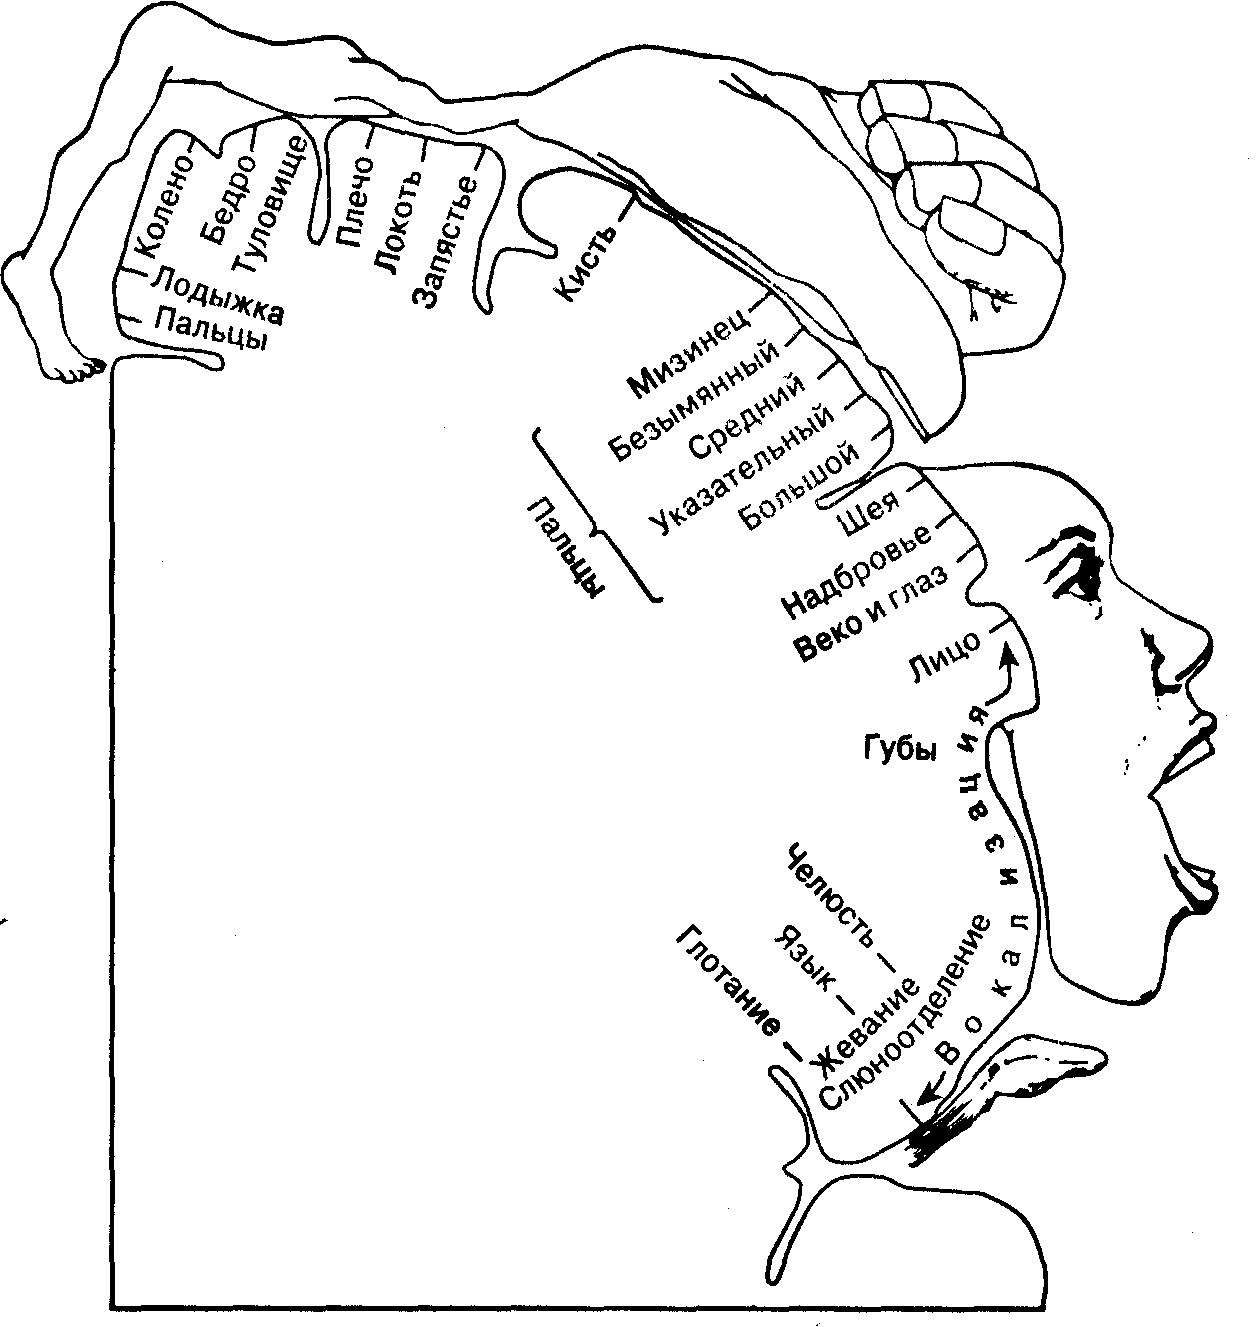 Колено
Бедро
Туловище
Плечо
Локоть
Запястье
Кисть
Лодыжка
Пальцы
Мизинец
Безымянный
Средний
Указательный
Большой
Пальцы
Шея
Надбровье
Веко и глаз
Лицо
Губы
Вокализация
Челюсть
Язык
Глотание
Жевание
Слюноотделение